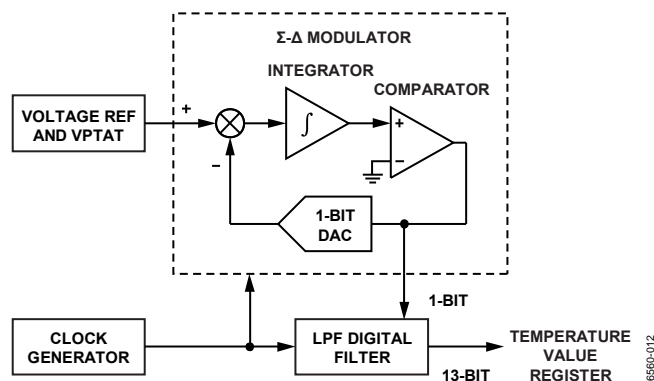 Σ-Δ MODULATOR
INTEGRATOR
COMPARATOR
VOLTAGE REF
AND VPTAT
+
−
∫
+
−
1-BIT
DAC
1-BIT
CLOCK
GENERATOR
LPF DIGITAL
FILTER
13-BIT
TEMPERATURE
VALUE
REGISTER
6560-012